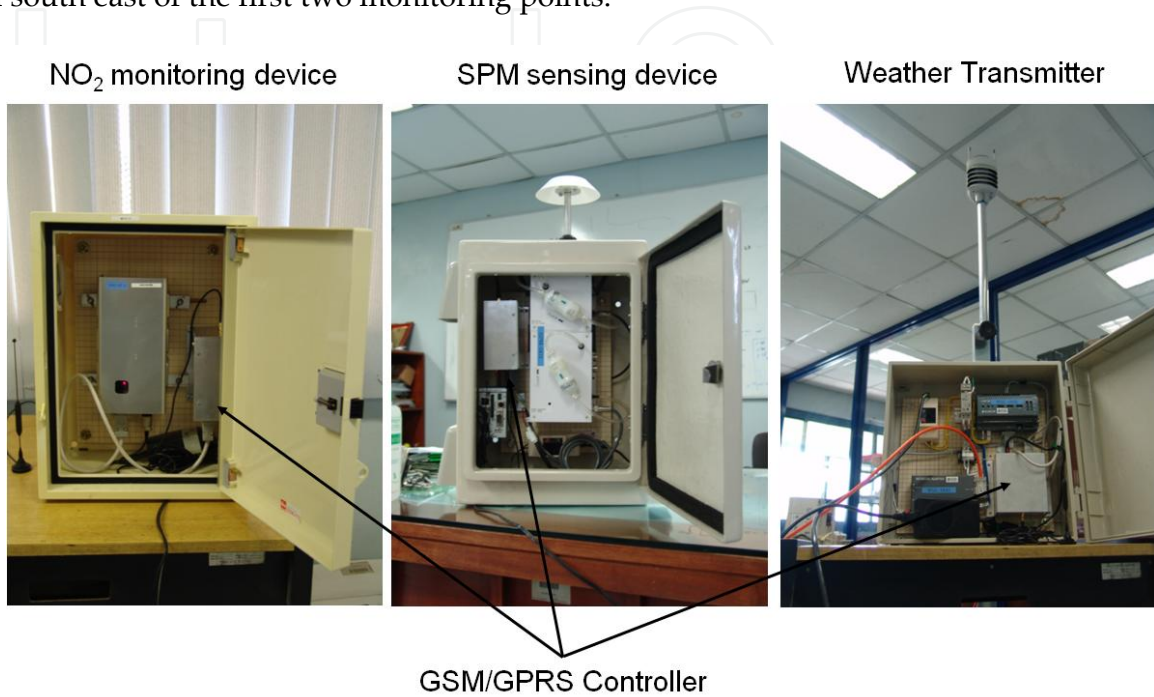 south east of the first two monitoring points.
NO₂ monitoring device
SPM sensing device
Weather Transmitter
GSM/GPRS Controller